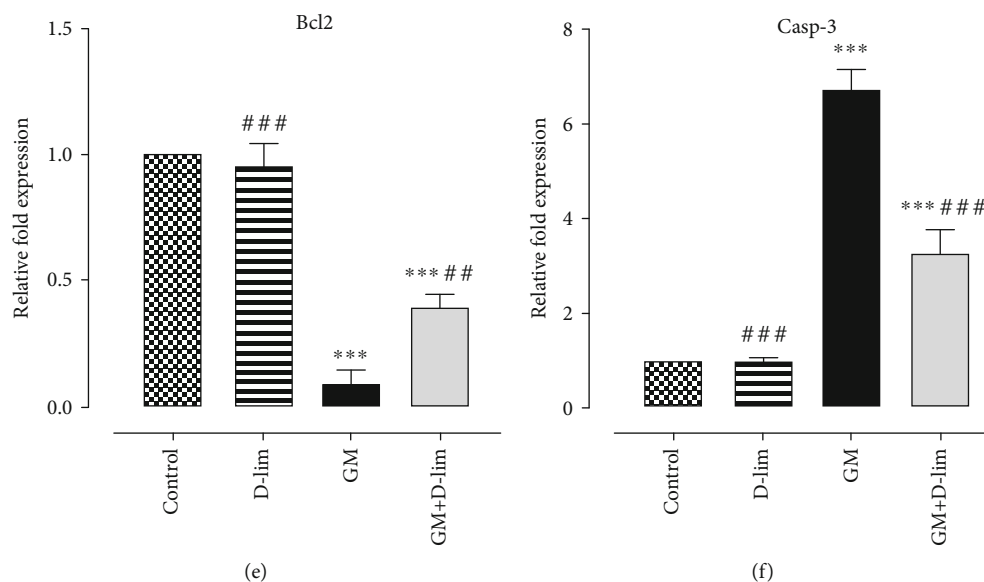 Bcl2
Relative fold expression
1.5
1.0
0.5
0.0
###
***
*** ##
Control
D-lim
GM
GM+D-lim
(e)
Casp-3
Relative fold expression
8
6
4
2
0
###
***
*** ###
Control
D-lim
GM
GM+D-lim
(f)